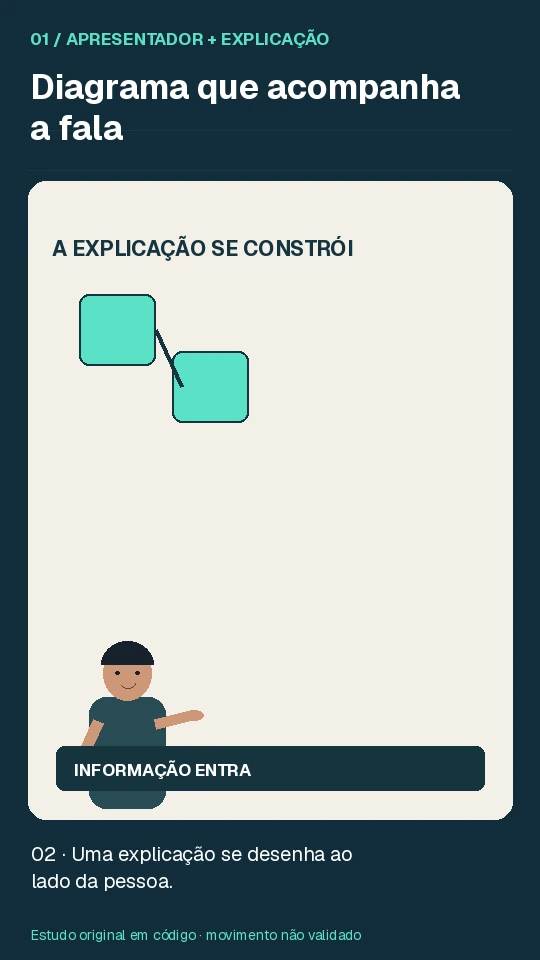 01 / APRESENTADOR + EXPLICAÇÃO
Diagrama que acompanha
a fala
A EXPLICAÇÃO SE CONSTRÓI
INFORMAÇÃO ENTRA
02 · Uma explicação se desenha ao
lado da pessoa.
Estudo original em código · movimento não validado